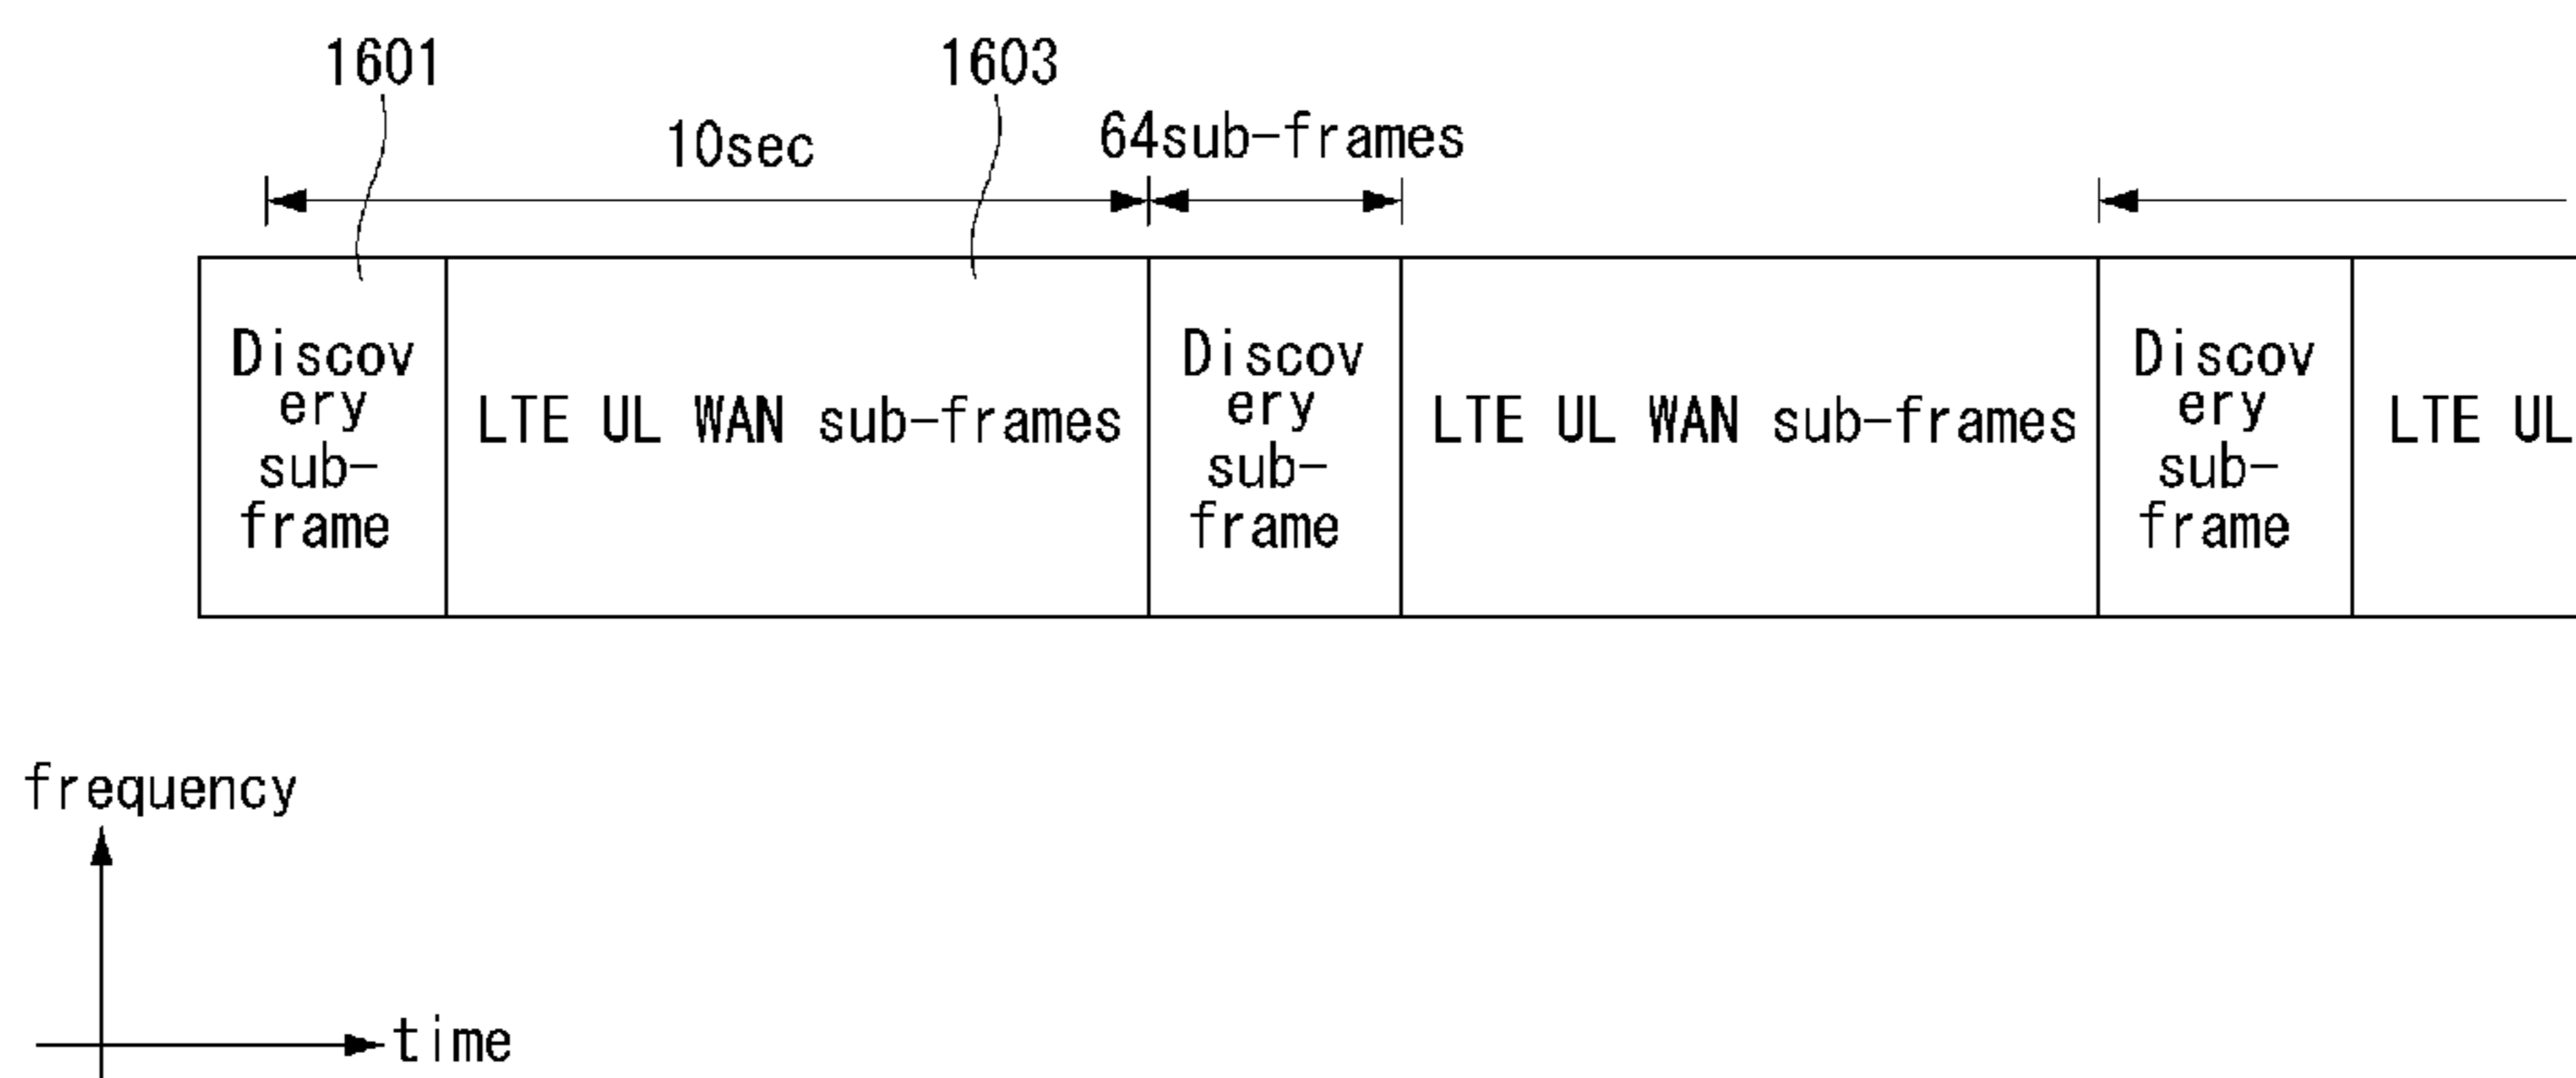 1601
1603
10sec
64sub-frames
Discov
ery
sub-
frame
LTE UL WAN sub-frames
Discov
ery
sub-
frame
LTE UL WAN sub-frames
Discov
ery
sub-
frame
LTE UL
frequency
time